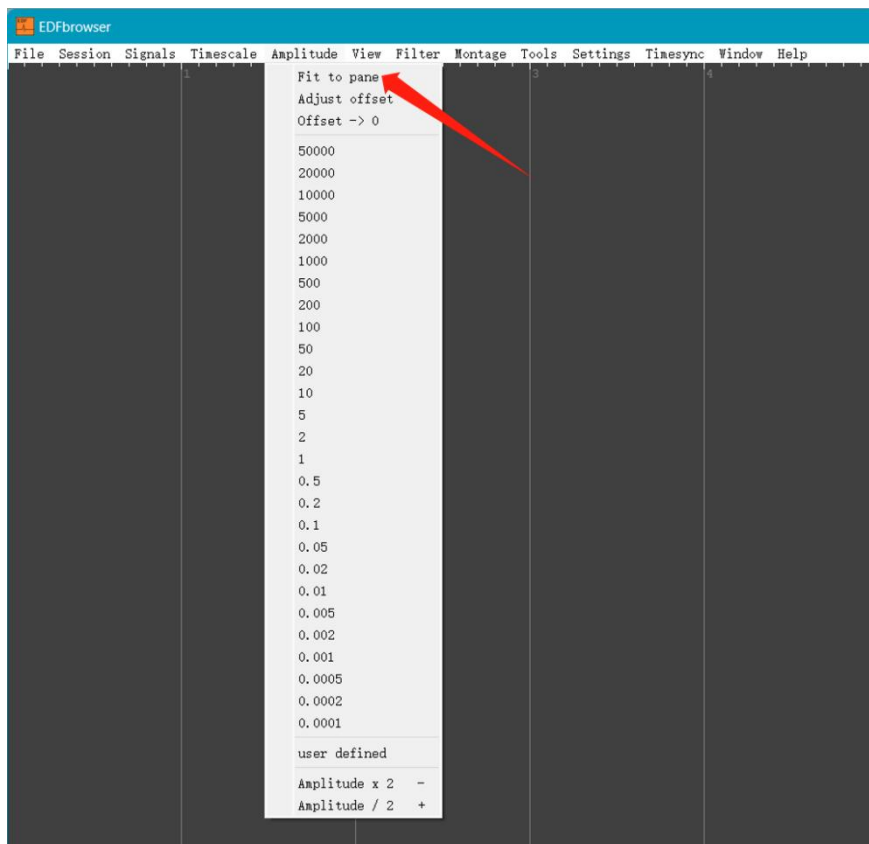 EDF
EDFbrowser
File Session Signals Timescale Amplitude View Filter Montage Tools Settings Timesync Window Help
1 3 4
Fit to pane
Adjust offset
Offset -> 0
50000
20000
10000
5000
2000
1000
500
200
100
50
20
10
5
2
1
0.5
0.2
0.1
0.05
0.02
0.01
0.005
0.002
0.001
0.0005
0.0002
0.0001
user defined
Amplitude x 2 -
Amplitude / 2 +